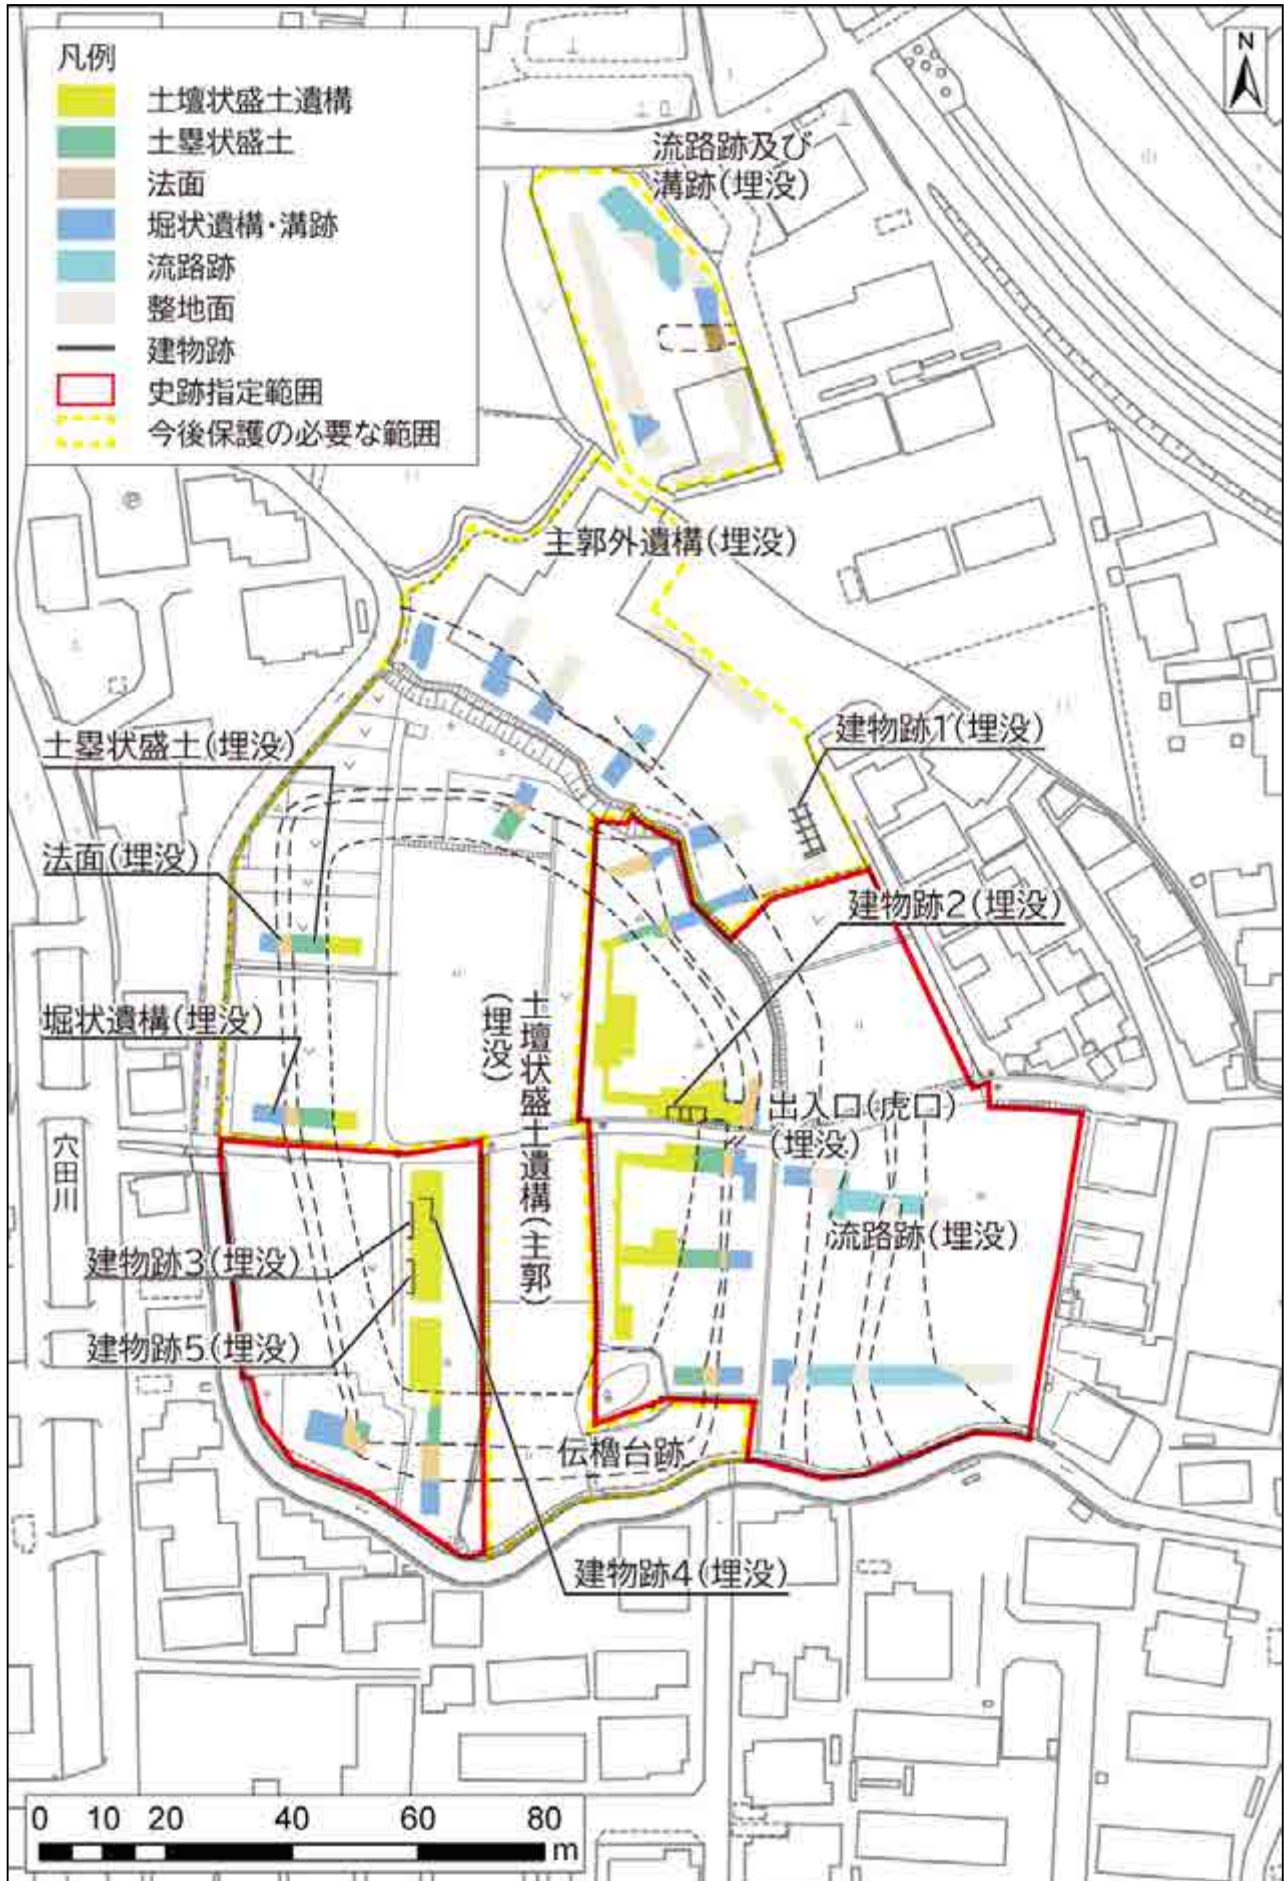 凡例
土壇状盛土遺構
土塁状盛土
法面
堀状遺構・溝跡
流路跡
整地面
建物跡
史跡指定範囲
今後保護の必要な範囲
N
流路跡及び
溝跡(埋没)
主郭外遺構(埋没)
建物跡1(埋没)
土塁状盛土(埋没)
法面(埋没)
建物跡2(埋没)
堀状遺構(埋没)
土壇状盛土遺構(主郭)
(埋没)
出入口(虎口)
(埋没)
穴田川
流路跡(埋没)
建物跡3(埋没)
建物跡5(埋没)
伝櫓台跡
建物跡4(埋没)
0 10 20 40 60 80
m